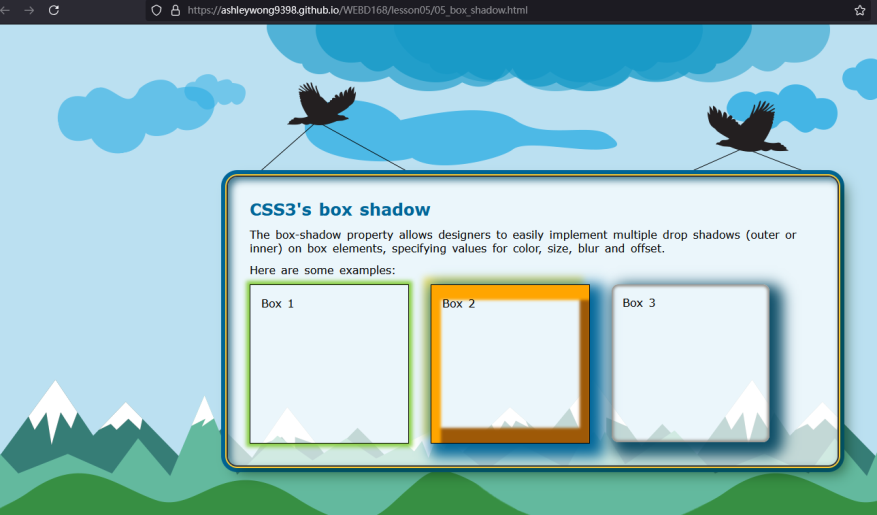 https://ashleywong9398.github.io/WEBD168/lesson05/05_box_shadow.html
CSS3's box shadow
The box-shadow property allows designers to easily implement multiple drop shadows (outer or
inner) on box elements, specifying values for color, size, blur and offset.
Here are some examples:
Box 1
Box 2
Box 3